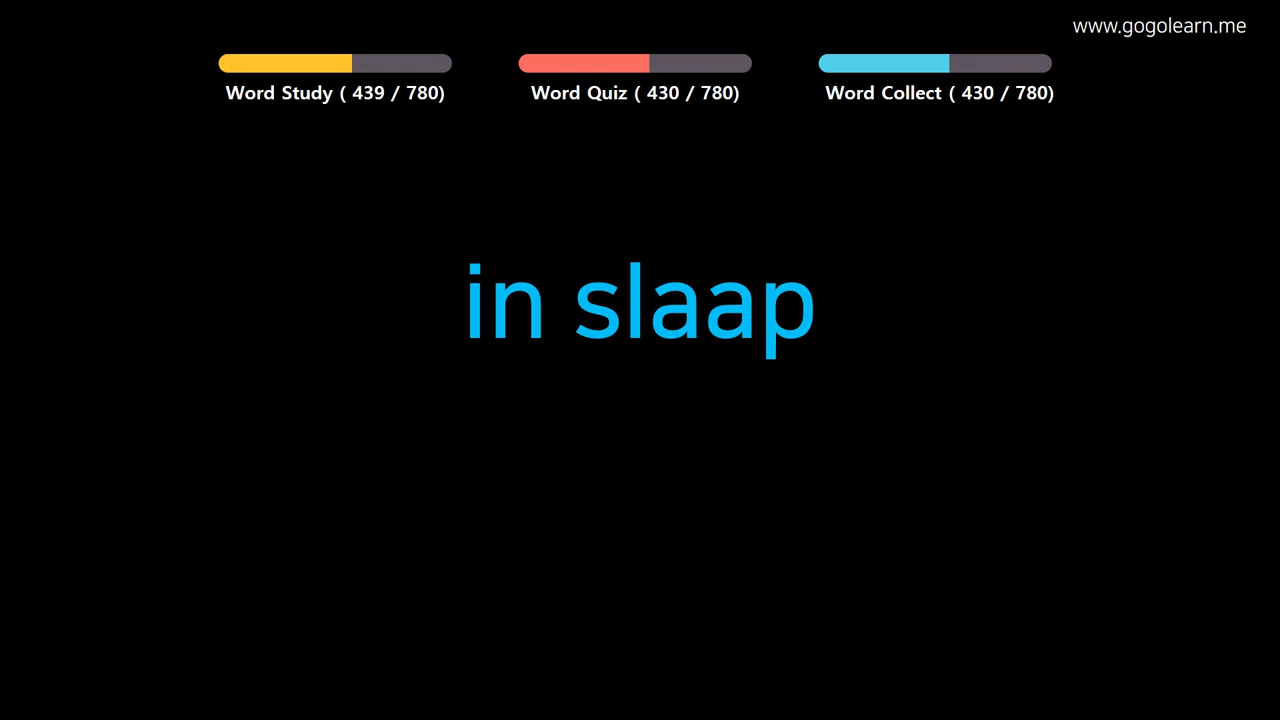 www.gogolearn.me
Word Study ( 439 / 780)
Word Quiz ( 430 / 780)
Word Collect ( 430 / 780)
in slaap